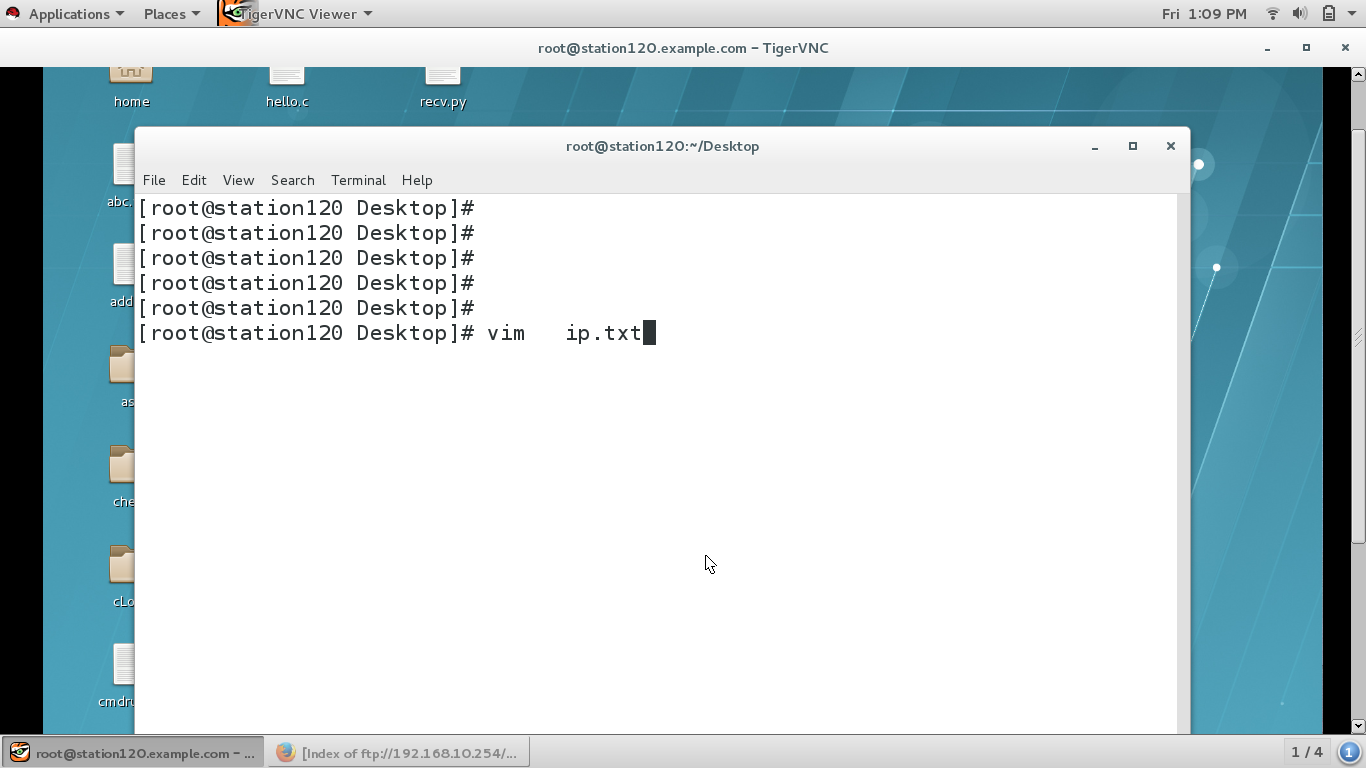 Applications Places TigerVNC Viewer Fri 1:09 PM
root@station120.example.com – TigerVNC
home hello.c recv.py
root@station120:~/Desktop
File Edit View Search Terminal Help
abc.
[root@station120 Desktop]#
[root@station120 Desktop]#
[root@station120 Desktop]#
[root@station120 Desktop]#
add
[root@station120 Desktop]#
[root@station120 Desktop]# vim   ip.txt
as
che
cLo
cmdru
root@station120.example.com – ... [Index of ftp://192.168.10.254/... 1 / 4 1